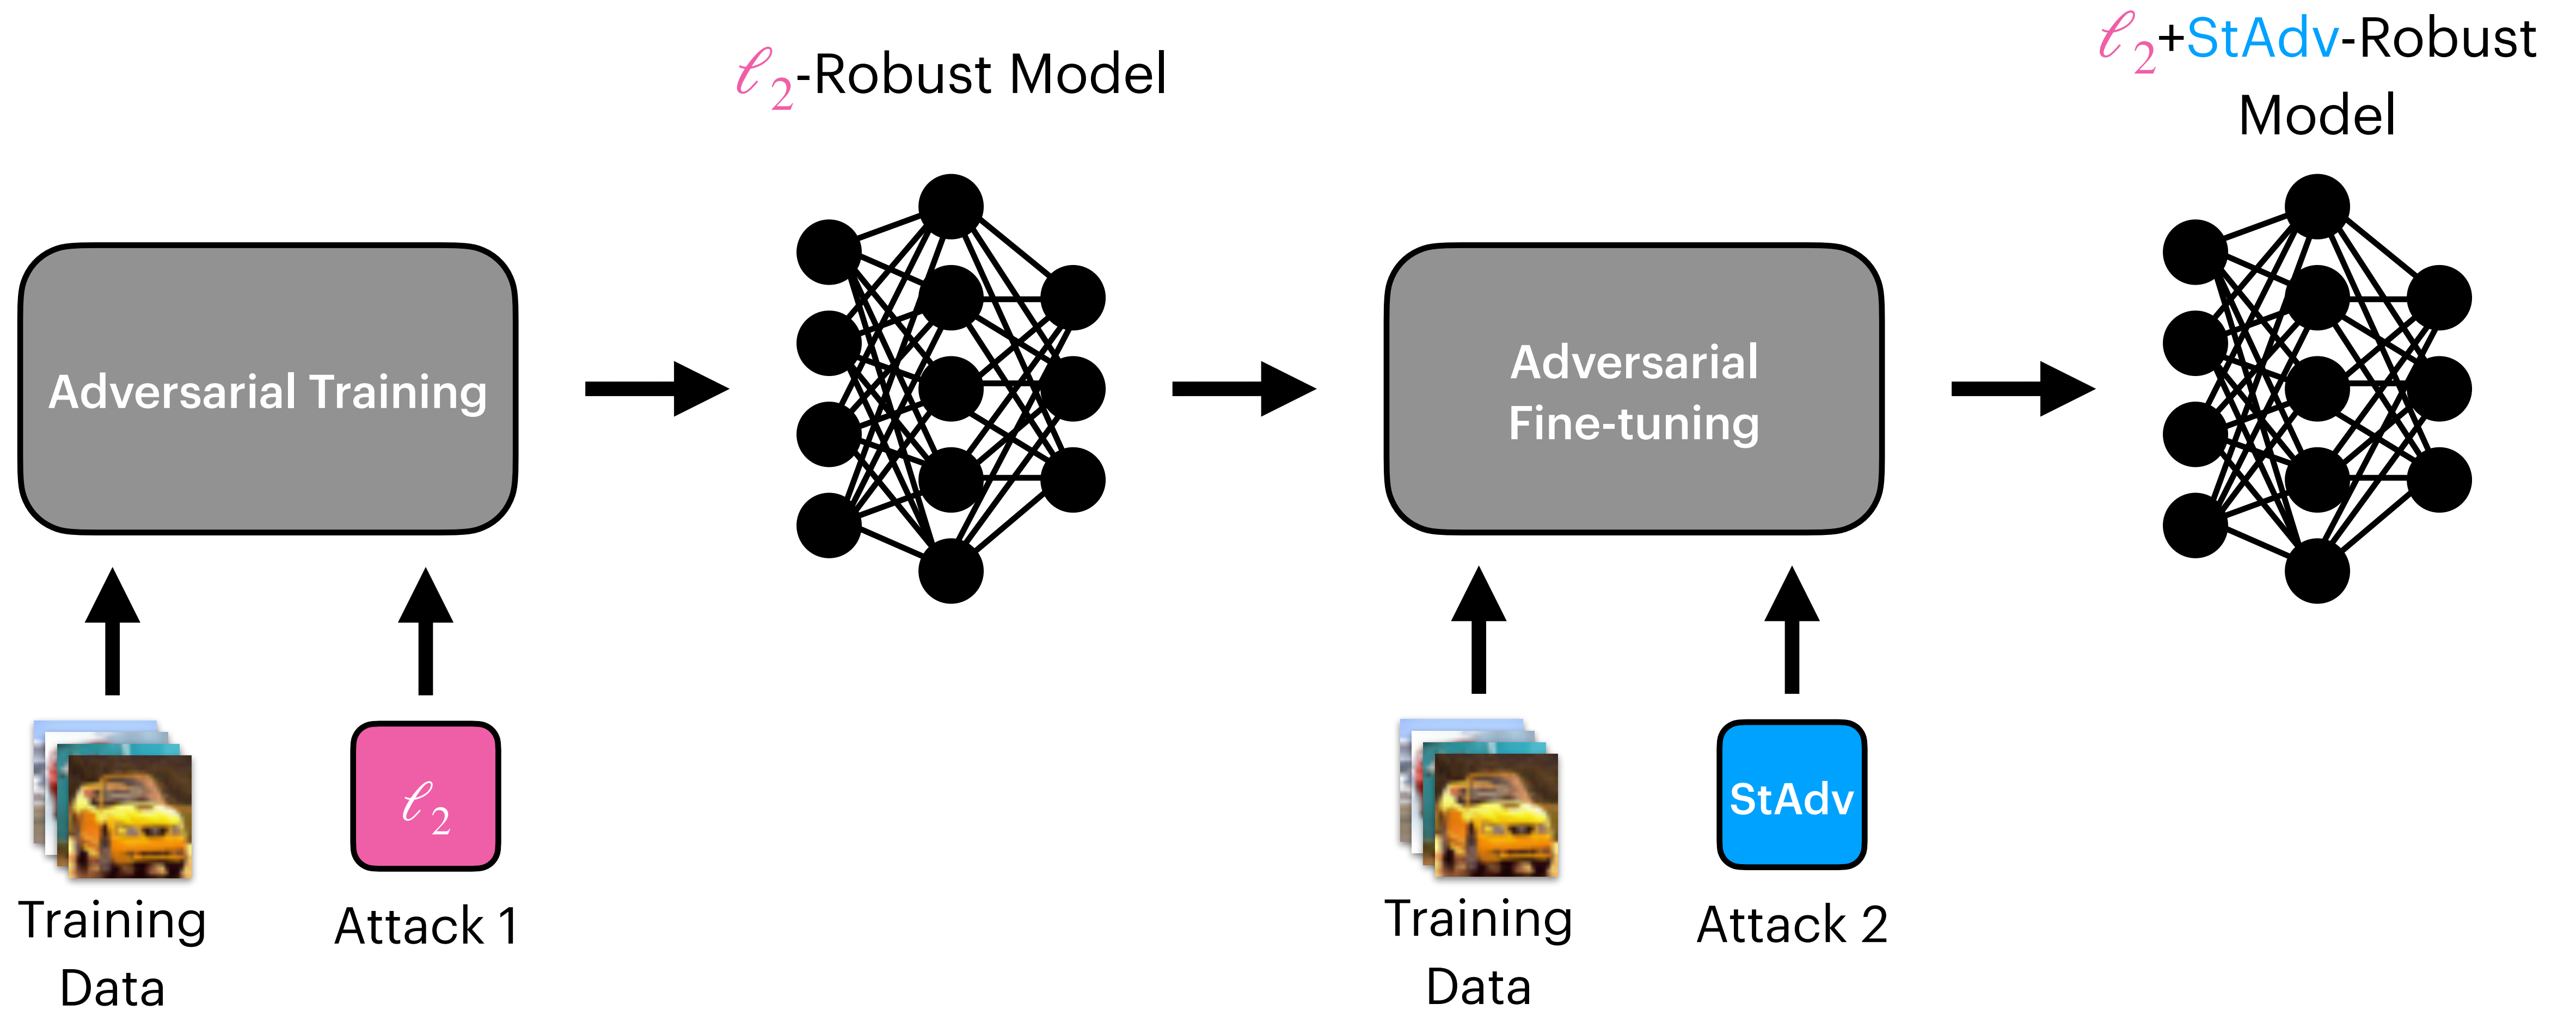 ℓ2-Robust Model
ℓ2+StAdv-Robust
Model
Adversarial Training
Adversarial
Fine-tuning
ℓ2
StAdv
Training
Data
Attack 1
Training
Data
Attack 2